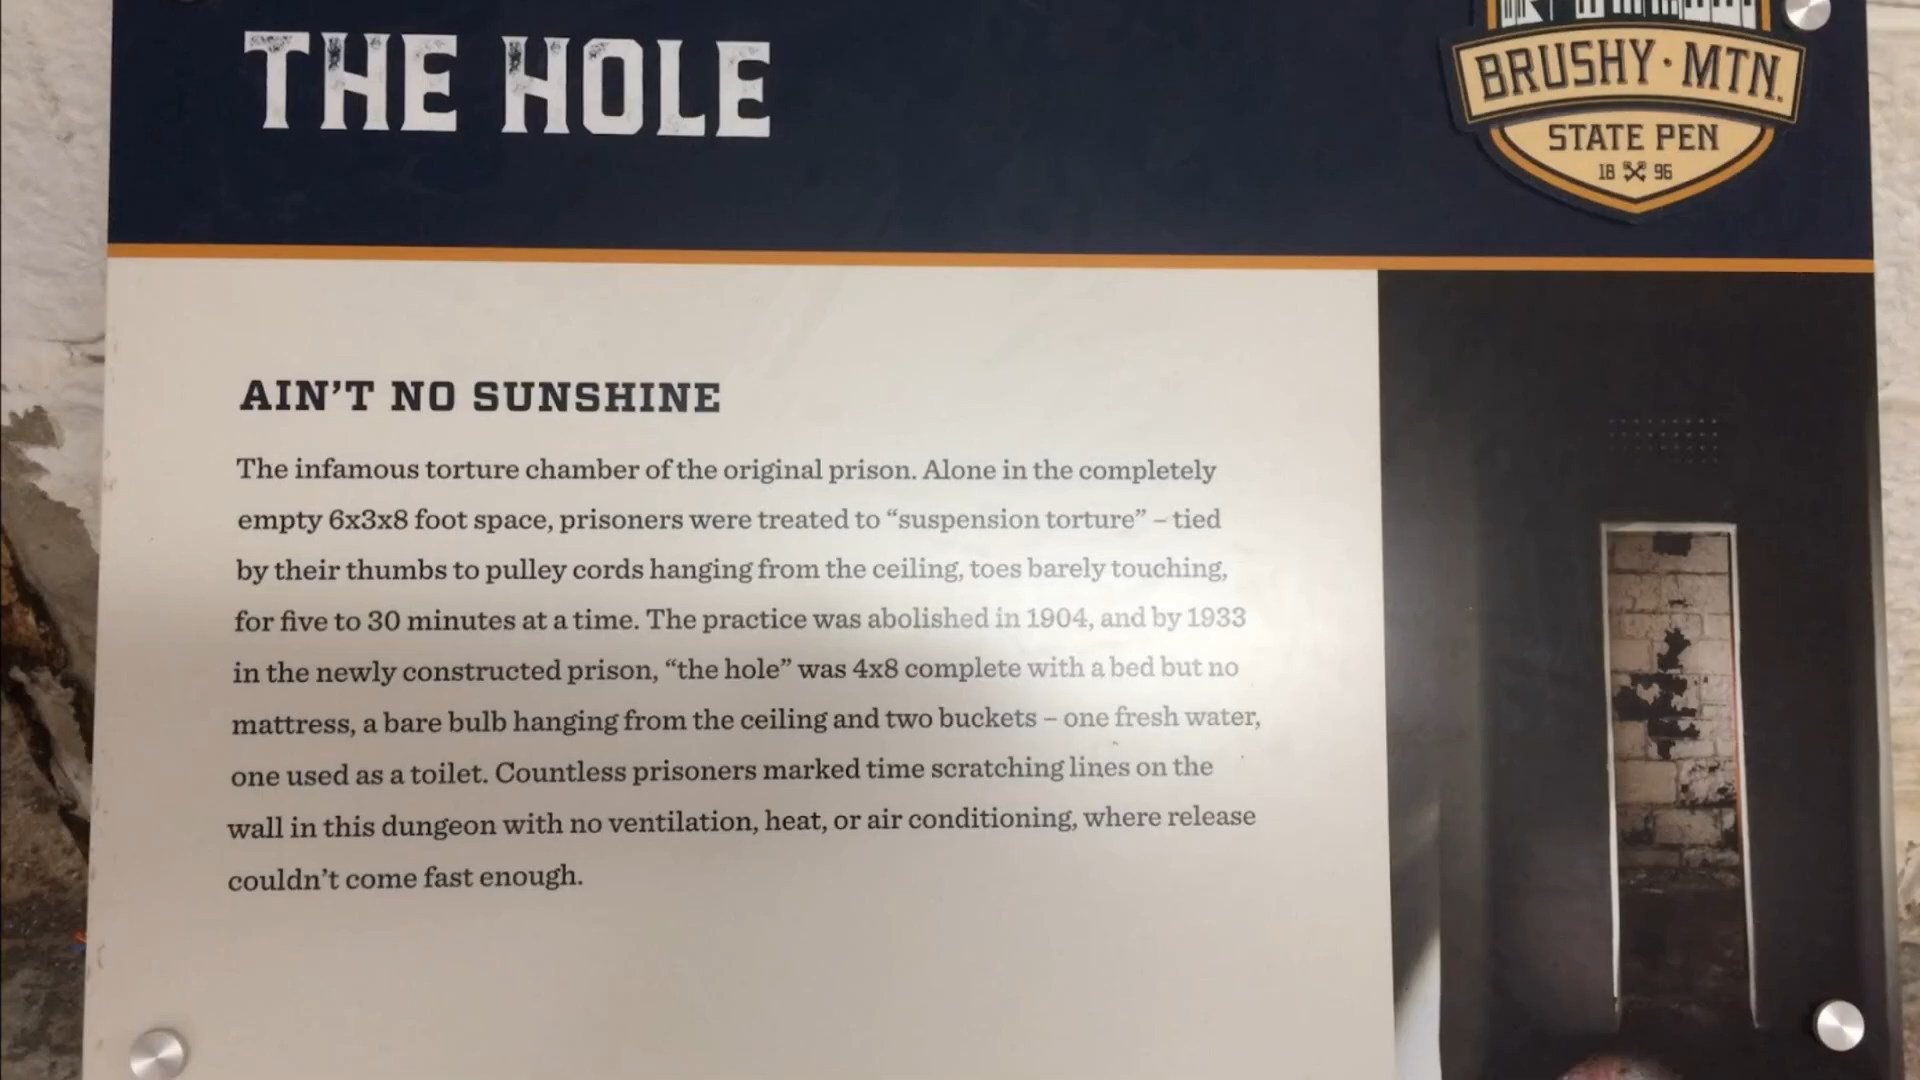 THE HOLE
BRUSHY · MTN.
STATE PEN
18 96
AIN'T NO SUNSHINE
The infamous torture chamber of the original prison. Alone in the completely
empty 6x3x8 foot space, prisoners were treated to “suspension torture” – tied
by their thumbs to pulley cords hanging from the ceiling, toes barely touching,
for five to 30 minutes at a time. The practice was abolished in 1904, and by 1933
in the newly constructed prison, “the hole” was 4x8 complete with a bed but no
mattress, a bare bulb hanging from the ceiling and two buckets – one fresh water,
one used as a toilet. Countless prisoners marked time scratching lines on the
wall in this dungeon with no ventilation, heat, or air conditioning, where release
couldn’t come fast enough.